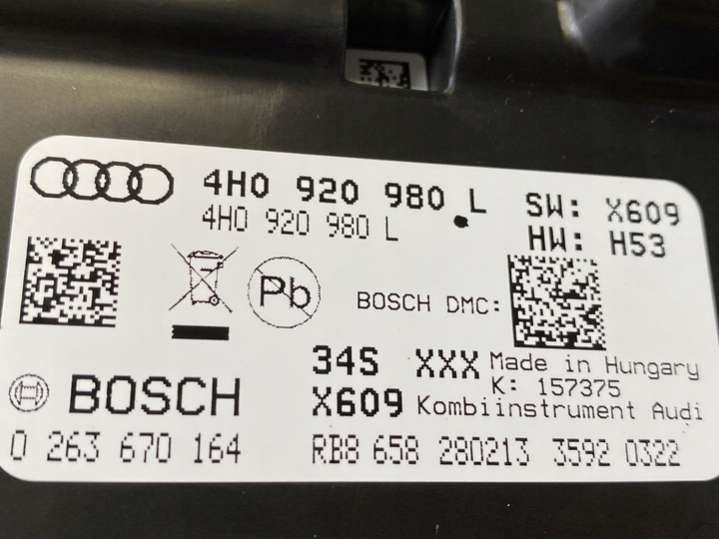 4H0 920 980 L
4H0 920 980 L
SW: X609
HW: H53
Pb
BOSCH DMC:
34S XXX
Made in Hungary
K: 157375
BOSCH
X609
Kombiinstrument Audi
0 263 670 164
RB8 658 280213 3592 0322